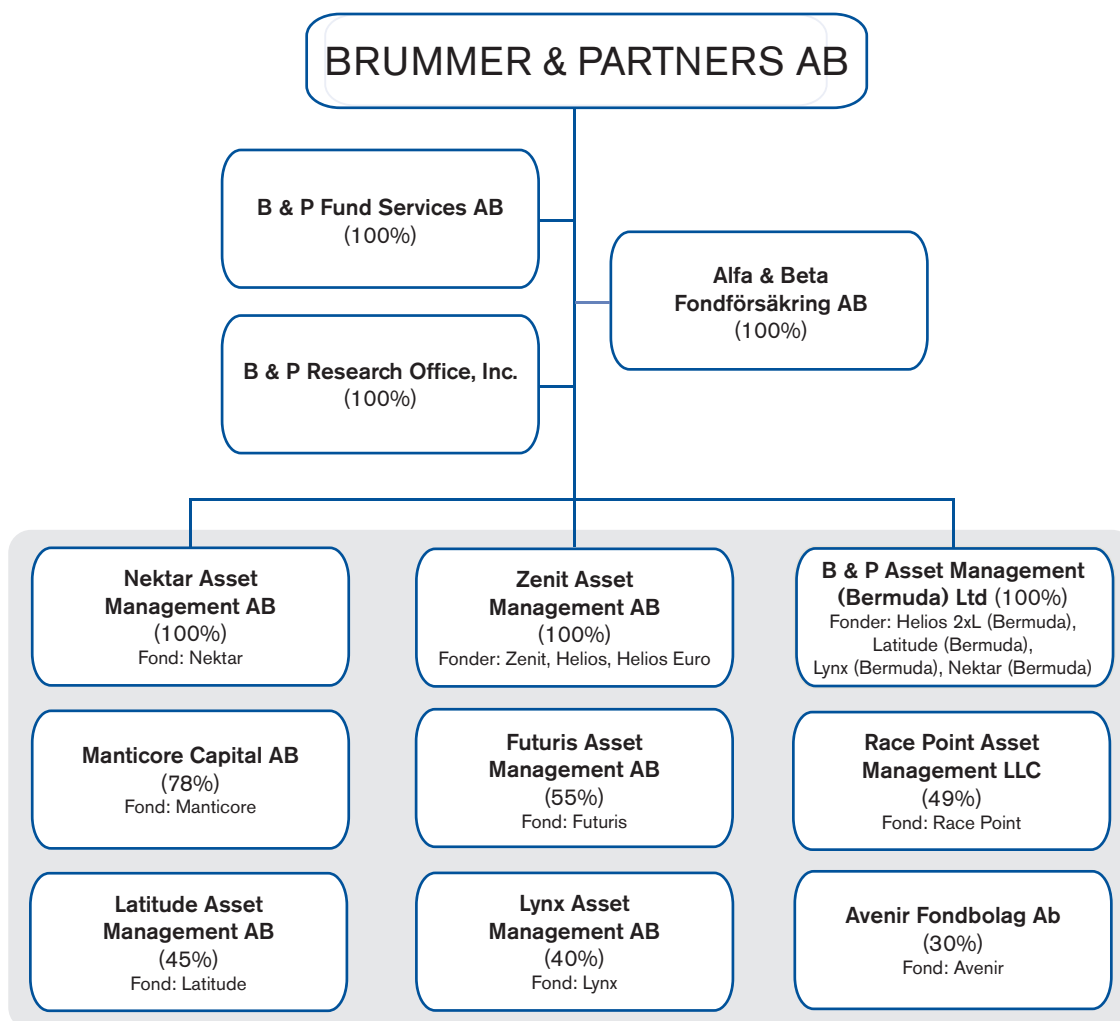 BRUMMER & PARTNERS AB
B & P Fund Services AB
(100%)
Alfa & Beta
Fondförsäkring AB
(100%)
B & P Research Office, Inc.
(100%)
Nektar Asset
Management AB
(100%)
Fond: Nektar
Zenit Asset
Management AB
(100%)
Fonder: Zenit, Helios, Helios Euro
B & P Asset Management
(Bermuda) Ltd (100%)
Fonder: Helios 2xL (Bermuda),
Latitude (Bermuda),
Lynx (Bermuda), Nektar (Bermuda)
Manticore Capital AB
(78%)
Fond: Manticore
Futuris Asset
Management AB
(55%)
Fond: Futuris
Race Point Asset
Management LLC
(49%)
Fond: Race Point
Latitude Asset
Management AB
(45%)
Fond: Latitude
Lynx Asset
Management AB
(40%)
Fond: Lynx
Avenir Fondbolag Ab
(30%)
Fond: Avenir